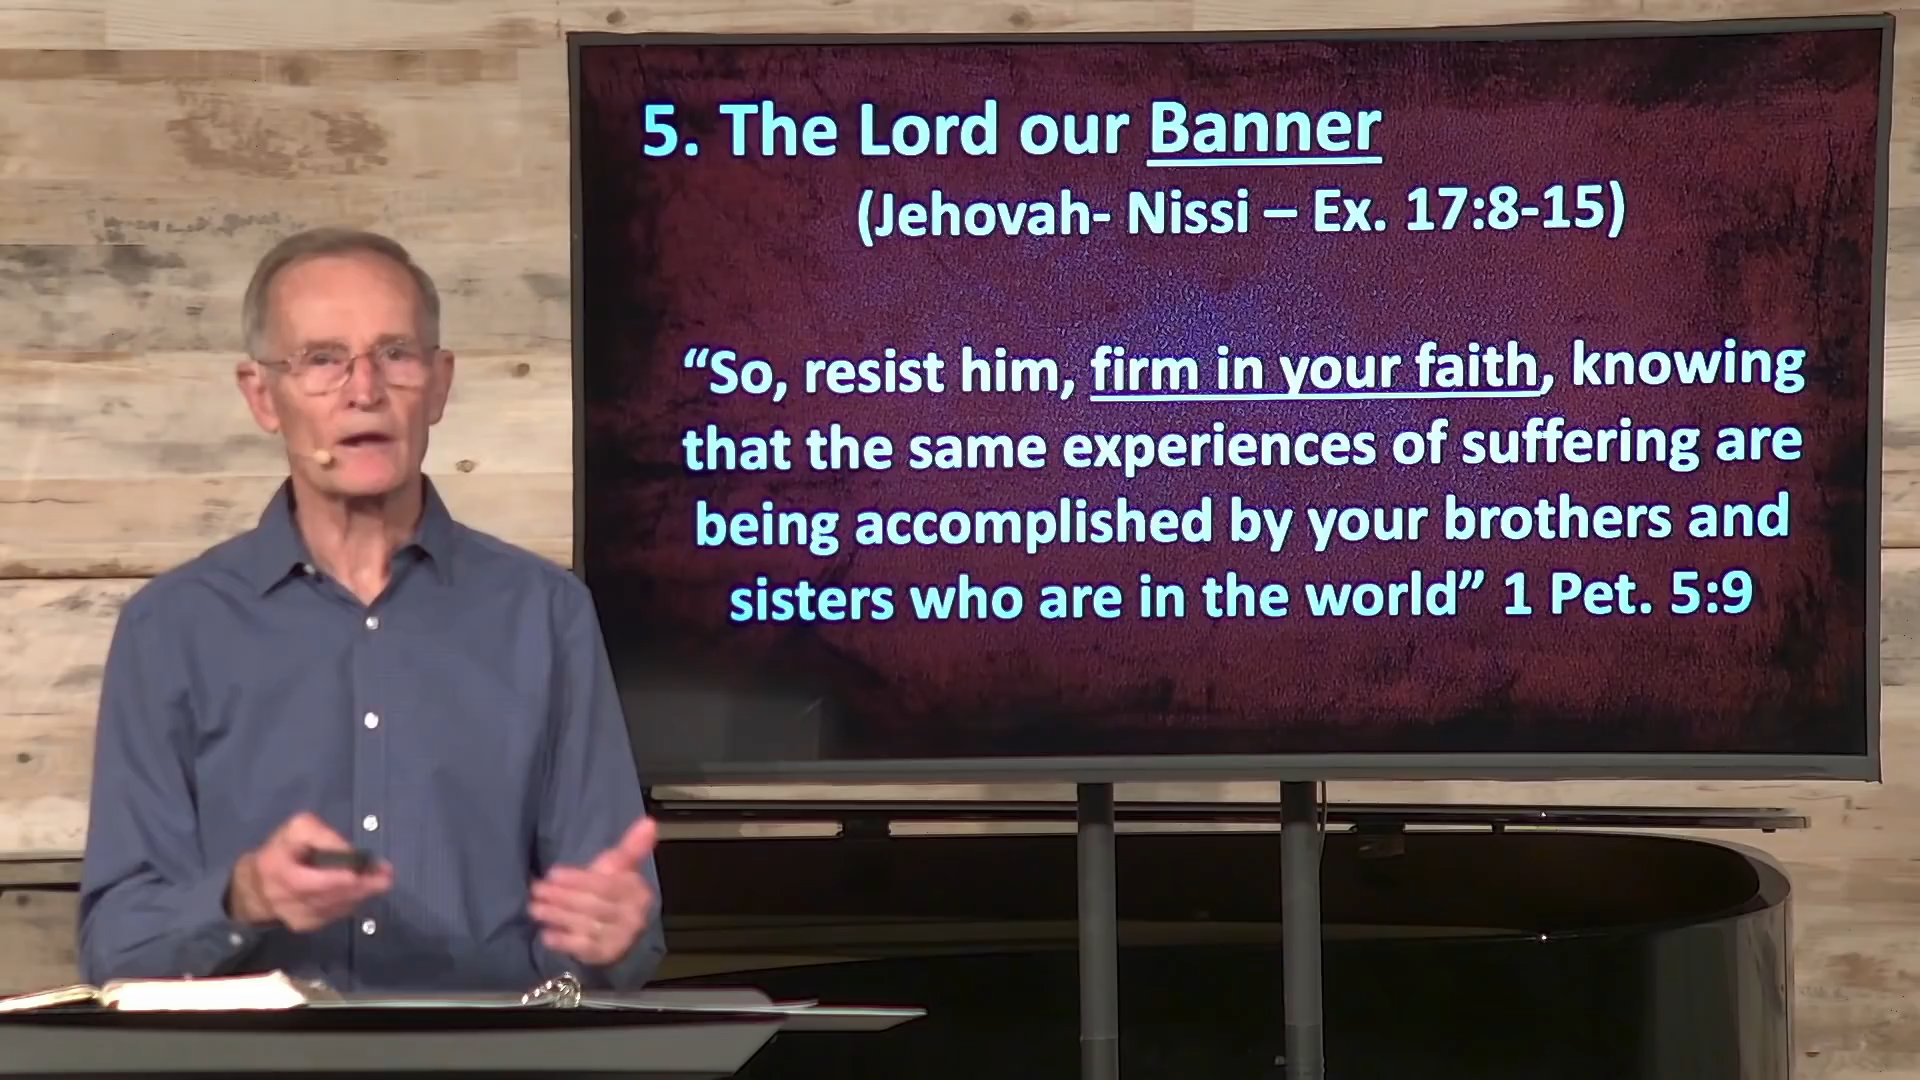 5. The Lord our Banner
(Jehovah- Nissi – Ex. 17:8-15)
“So, resist him, firm in your faith, knowing
that the same experiences of suffering are
being accomplished by your brothers and
sisters who are in the world” 1 Pet. 5:9